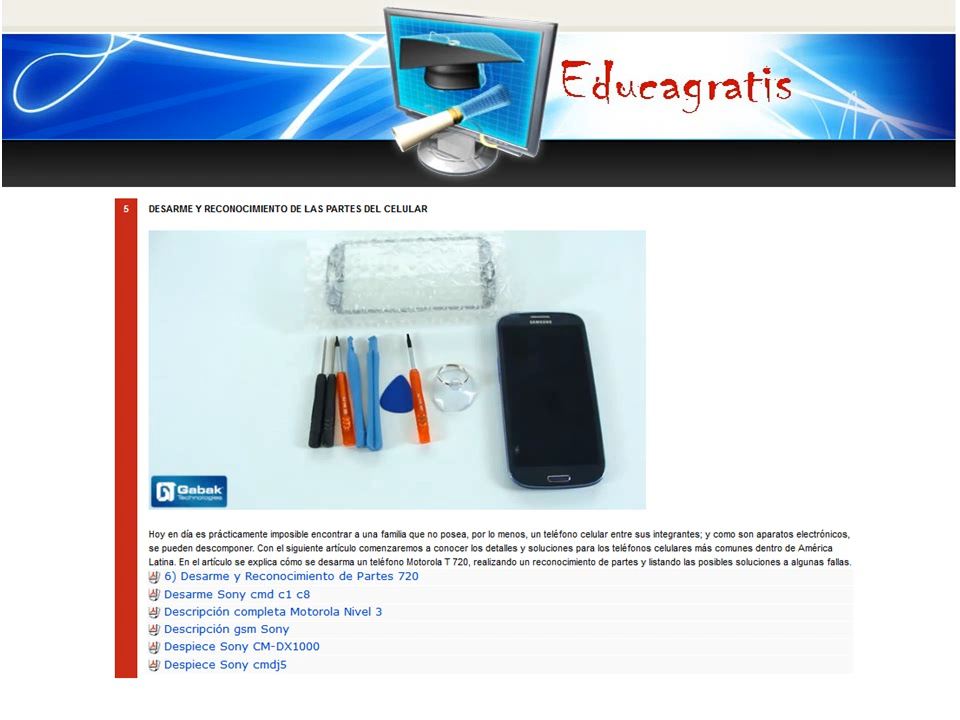 Educagratis
5 DESARME Y RECONOCIMIENTO DE LAS PARTES DEL CELULAR
SAMSUNG
Gabak
Technologies
Hoy en día es prácticamente imposible encontrar a una familia que no posea, por lo menos, un teléfono celular entre sus integrantes; y como son aparatos electrónicos,
se pueden descomponer. Con el siguiente artículo comenzaremos a conocer los detalles y soluciones para los teléfonos celulares más comunes dentro de América
Latina. En el artículo se explica cómo se desarma un teléfono Motorola T 720, realizando un reconocimiento de partes y listando las posibles soluciones a algunas fallas.
6) Desarme y Reconocimiento de Partes 720
Desarme Sony cmd c1 c8
Descripción completa Motorola Nivel 3
Descripción gsm Sony
Despiece Sony CM-DX1000
Despiece Sony cmdj5